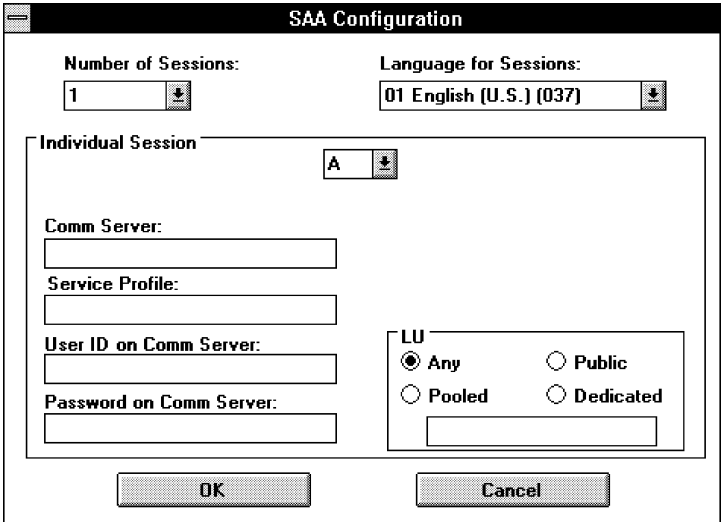 SAA Configuration
Number of Sessions: Language for Sessions:
1 01 English (U.S.) (037)
Individual Session
A
Comm Server:
Service Profile:
User ID on Comm Server:
LU
Any Public
Pooled Dedicated
Password on Comm Server:
OK Cancel